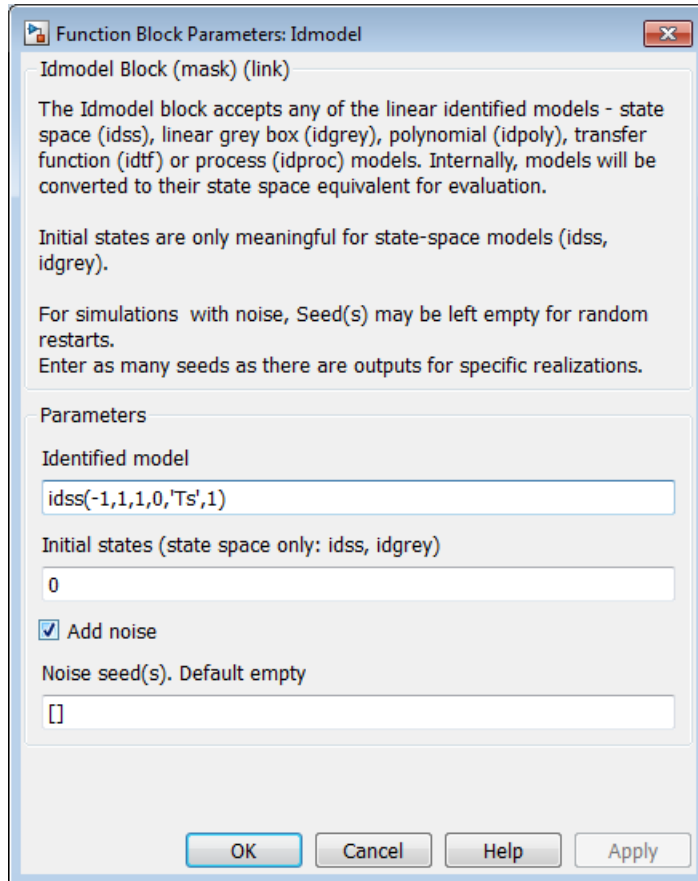 Function Block Parameters: Idmodel
Idmodel Block (mask) (link)
The Idmodel block accepts any of the linear identified models - state
space (idss), linear grey box (idgrey), polynomial (idpoly), transfer
function (idtf) or process (idproc) models. Internally, models will be
converted to their state space equivalent for evaluation.
Initial states are only meaningful for state-space models (idss,
idgrey).
For simulations  with noise, Seed(s) may be left empty for random
restarts.
Enter as many seeds as there are outputs for specific realizations.
Parameters
Identified model
idss(-1,1,1,0,'Ts',1)
Initial states (state space only: idss, idgrey)
0
Add noise
Noise seed(s). Default empty
[]
OK Cancel Help Apply